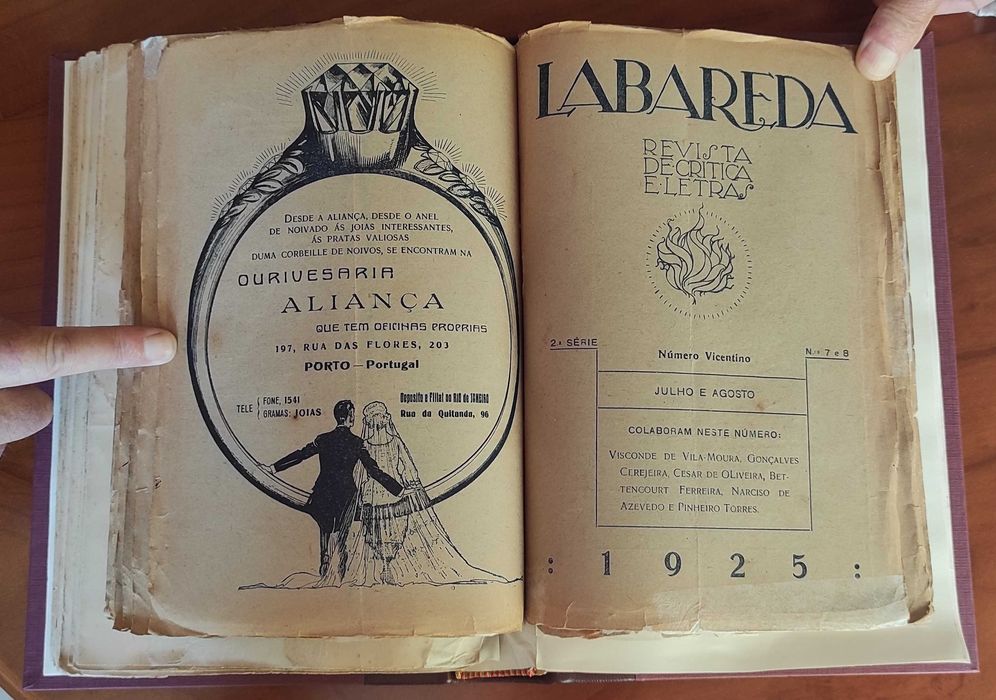 DESDE A ALIANÇA, DESDE O ANEL
DE NOIVADO ÁS JOIAS INTERESSANTES,
ÁS PRATAS VALIOSAS
DUMA CORBEILLE DE NOIVOS, SE ENCONTRAM NA
OURIVESARIA
ALIANÇA
QUE TEM OFICINAS PROPRIAS
197, RUA DAS FLORES, 203
PORTO — Portugal
TELE { FONE, 1541
GRAMAS: JOIAS
Deposito e Filial no RIO de JANEIRO
Rua da Quitanda, 96
LABAREDA
REVISTA
DE CRITICA
E • LETRAS
2.ª SÉRIE
Número Vicentino
N.os 7 e 8
JULHO E AGOSTO
COLABORAM NESTE NÚMERO:
VISCONDE DE VILA-MOURA, GONÇALVES
CEREJEIRA, CESAR DE OLIVEIRA, BET-
TENCOURT FERREIRA, NARCISO DE
AZEVEDO E PINHEIRO TORRES.
: 1 9 2 5 :